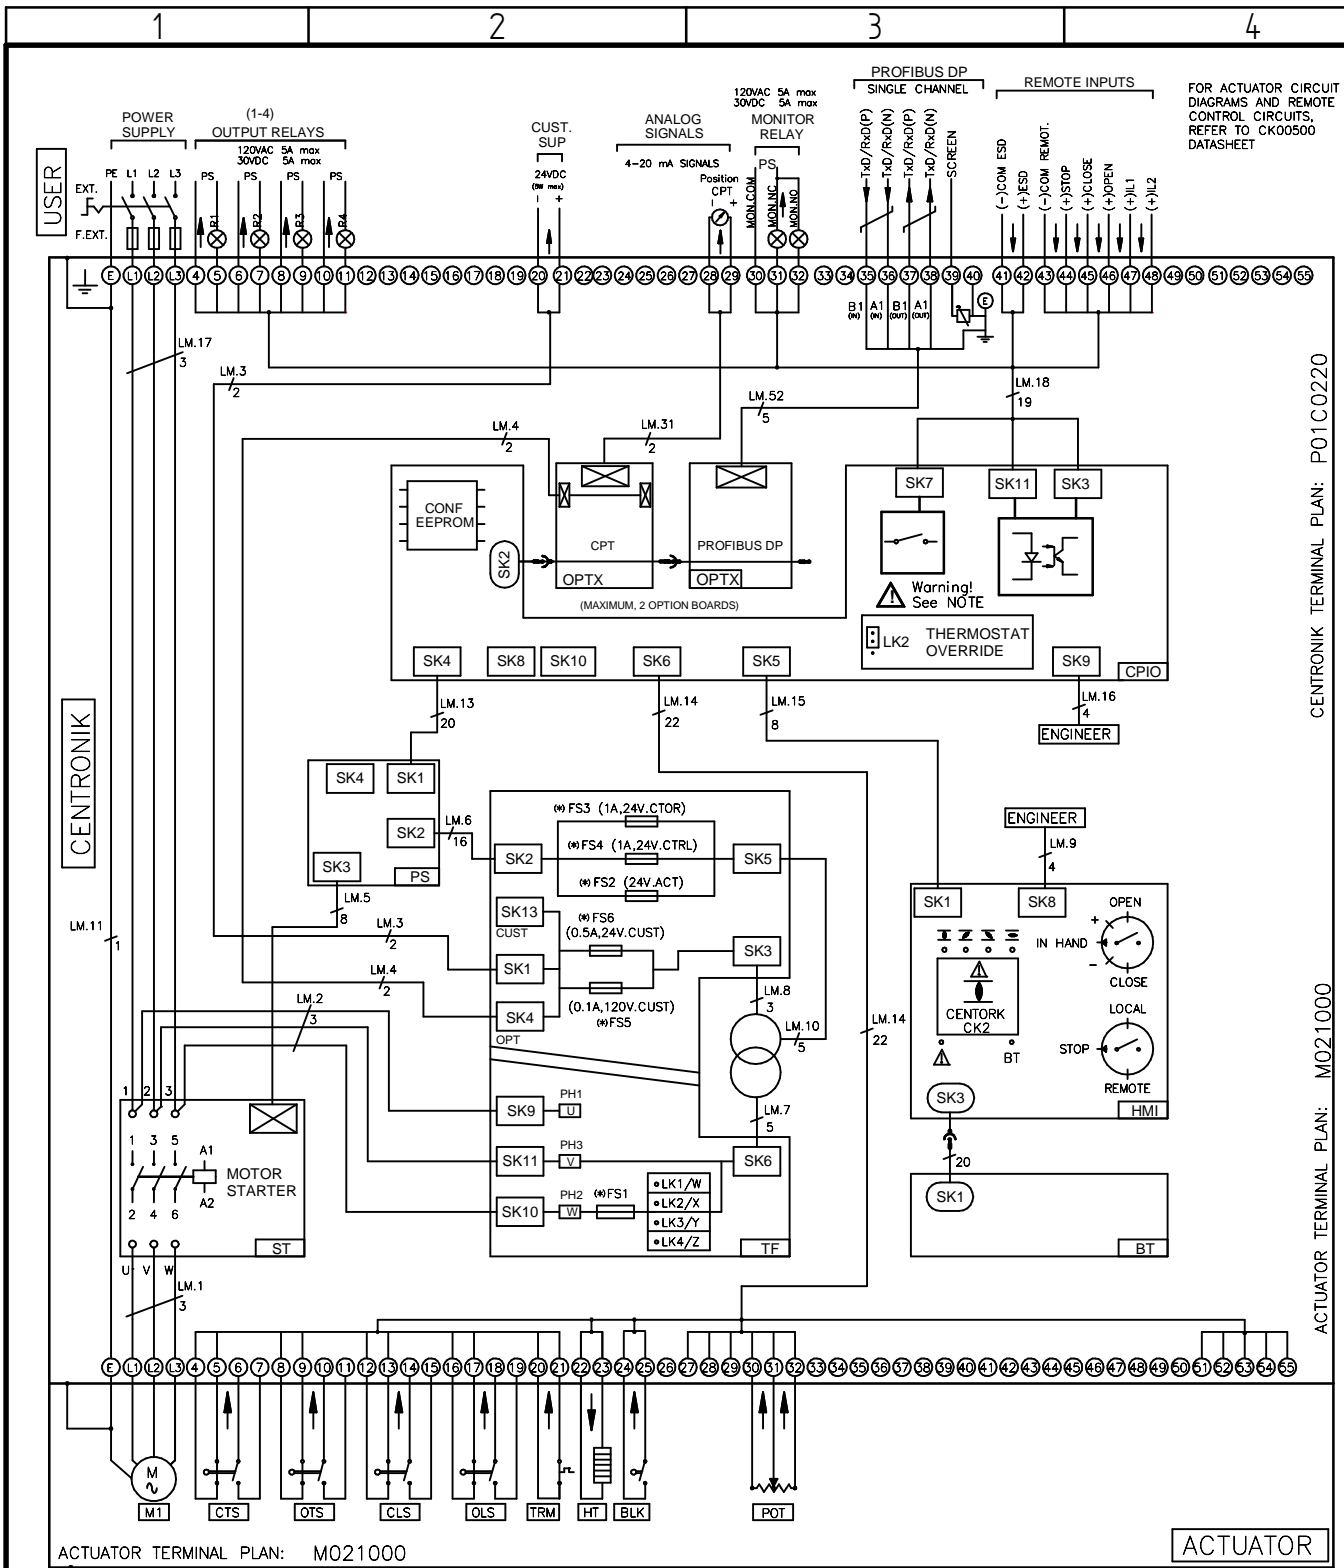 1 2 3 4
POWER
SUPPLY
(1-4)
OUTPUT RELAYS
120VAC 5A max
30VDC 5A max
CUST.
SUP
24VDC
(5W max)
- +
ANALOG
SIGNALS
4-20 mA SIGNALS
Position
CPT
- +
120VAC 5A max
30VDC 5A max
MONITOR
RELAY
PS
MON.COM
MON.NC
MON.NO
PROFIBUS DP
SINGLE CHANNEL
TxD/RxD(P)
TxD/RxD(N)
TxD/RxD(P)
TxD/RxD(N)
SCREEN
REMOTE INPUTS
(-)COM ESD
(+)ESD
(-)COM REMOT.
(+)STOP
(+)CLOSE
(+)OPEN
(+)IL1
(+)IL2
FOR ACTUATOR CIRCUIT
DIAGRAMS AND REMOTE
CONTROL CIRCUITS,
REFER TO CK00500
DATASHEET
USER
PE L1 L2 L3
EXT.
F.EXT.
PS PS PS PS
R1 R2 R3 R4
E L1 L2 L3 4 5 6 7 8 9 10 11 12 13 14 15 16 17 18 19 20 21 22 23 24 25 26 27 28 29 30 31 32 33 34 35 36 37 38 39 40 41 42 43 44 45 46 47 48 49 50 51 52 53 54 55
B1 A1 B1 A1
(IN) (IN) (OUT) (OUT)
E
LM.17
3
LM.3
2
LM.4
2
LM.31
2
LM.52
5
LM.18
19
CENTRONIK TERMINAL PLAN: P01C0220
CONF
EEPROM
SK2
CPT
OPTX
PROFIBUS DP
OPTX
(MAXIMUM, 2 OPTION BOARDS)
SK7
SK11
SK3
Warning!
See NOTE
LK2
THERMOSTAT
OVERRIDE
SK4
SK8
SK10
SK6
SK5
SK9
CPIO
LM.13
20
LM.14
22
LM.15
8
LM.16
4
ENGINEER
CENTRONIK
SK4
SK1
SK2
SK3
PS
LM.6
16
LM.5
8
(*)FS3 (1A,24V.CTOR)
(*)FS4 (1A,24V.CTRL)
(*)FS2 (24V.ACT)
SK2
SK5
SK13
CUST
(*)FS6
(0.5A,24V.CUST)
SK1
SK3
SK4
OPT
(0.1A,120V.CUST)
(*)FS5
LM.8
3
LM.10
5
LM.7
5
SK9
PH1
U
SK11
PH3
V
SK10
PH2
W
(*)FS1
SK6
LK1/W
LK2/X
LK3/Y
LK4/Z
TF
LM.11
1
LM.3
2
LM.4
2
LM.2
3
LM.14
22
ENGINEER
LM.9
4
SK1
SK8
OPEN
+
IN HAND
-
CLOSE
CENTORK
CK2
BT
LOCAL
STOP
REMOTE
SK3
HMI
20
SK1
BT
1 2 3
1 3 5
A1
A2
2 4 6
MOTOR
STARTER
ST
U V W
LM.1
3
ACTUATOR TERMINAL PLAN: M021000
E L1 L2 L3 4 5 6 7 8 9 10 11 12 13 14 15 16 17 18 19 20 21 22 23 24 25 26 27 28 29 30 31 32 33 34 35 36 37 38 39 40 41 42 43 44 45 46 47 48 49 50 51 52 53 54 55
M
M1
CTS
OTS
CLS
OLS
TRM
HT
BLK
POT
ACTUATOR TERMINAL PLAN: M021000
ACTUATOR